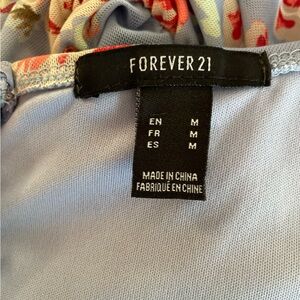 FOREVER 21
EN M
FR M
ES M
MADE IN CHINA
FABRIQUÉ EN CHINE